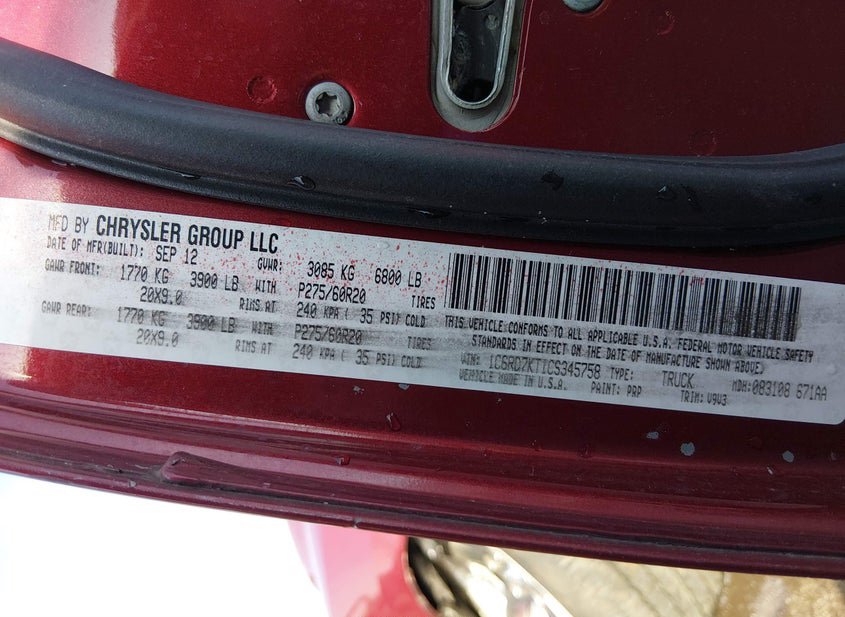 MFD BY CHRYSLER GROUP LLC
DATE OF MFR(BUILT): SEP 12 GVWR: 3085 KG 6800 LB
GAWR FRONT: 1770 KG 3900 LB WITH P275/60R20 TIRES
20X9.0 RIMS AT 240 KPA ( 35 PSI) COLD
GAWR REAR: 1770 KG 3900 LB WITH P275/60R20 TIRES
20X9.0 RIMS AT 240 KPA ( 35 PSI) COLD
THIS VEHICLE CONFORMS TO ALL APPLICABLE U.S.A. FEDERAL MOTOR VEHICLE SAFETY
STANDARDS IN EFFECT ON THE DATE OF MANUFACTURE SHOWN ABOVE.
VIN: 1C6RD7KT1CS345758 TYPE: TRUCK MDH: 083108 671AA
VEHICLE MADE IN U.S.A. PAINT: PRP TRIM: V9V3